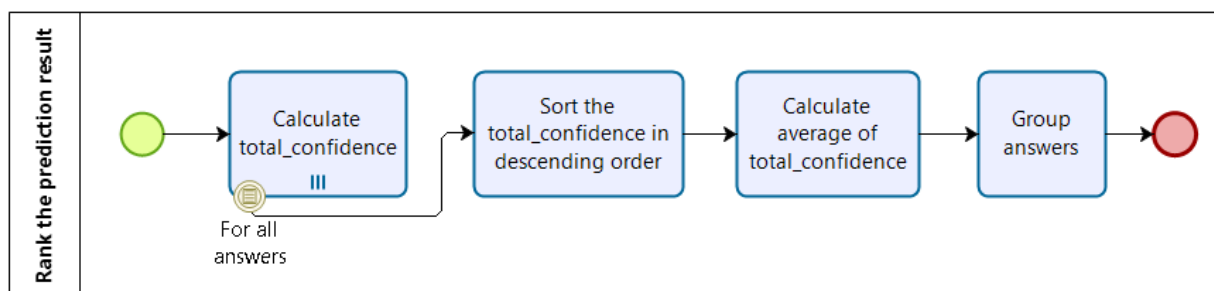 Rank the prediction result
Calculate
total_confidence
For all
answers
Sort the
total_confidence in
descending order
Calculate
average of
total_confidence
Group
answers